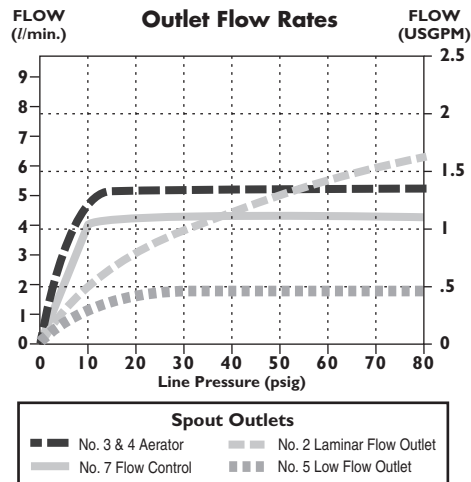 FLOW
(l/min.)
Outlet Flow Rates
FLOW
(USGPM)
9
8
7
6
5
4
3
2
1
0
2.5
2
1.5
1
.5
0
0 10 20 30 40 50 60 70 80
Line Pressure (psig)
Spout Outlets
No. 3 & 4 Aerator
No. 2 Laminar Flow Outlet
No. 7 Flow Control
No. 5 Low Flow Outlet